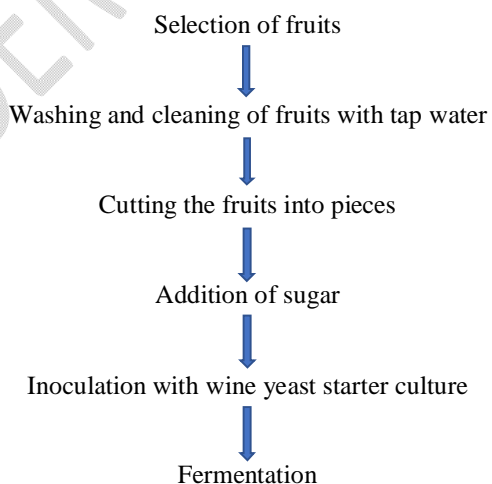 Selection of fruits
Washing and cleaning of fruits with tap water
Cutting the fruits into pieces
Addition of sugar
Inoculation with wine yeast starter culture
Fermentation